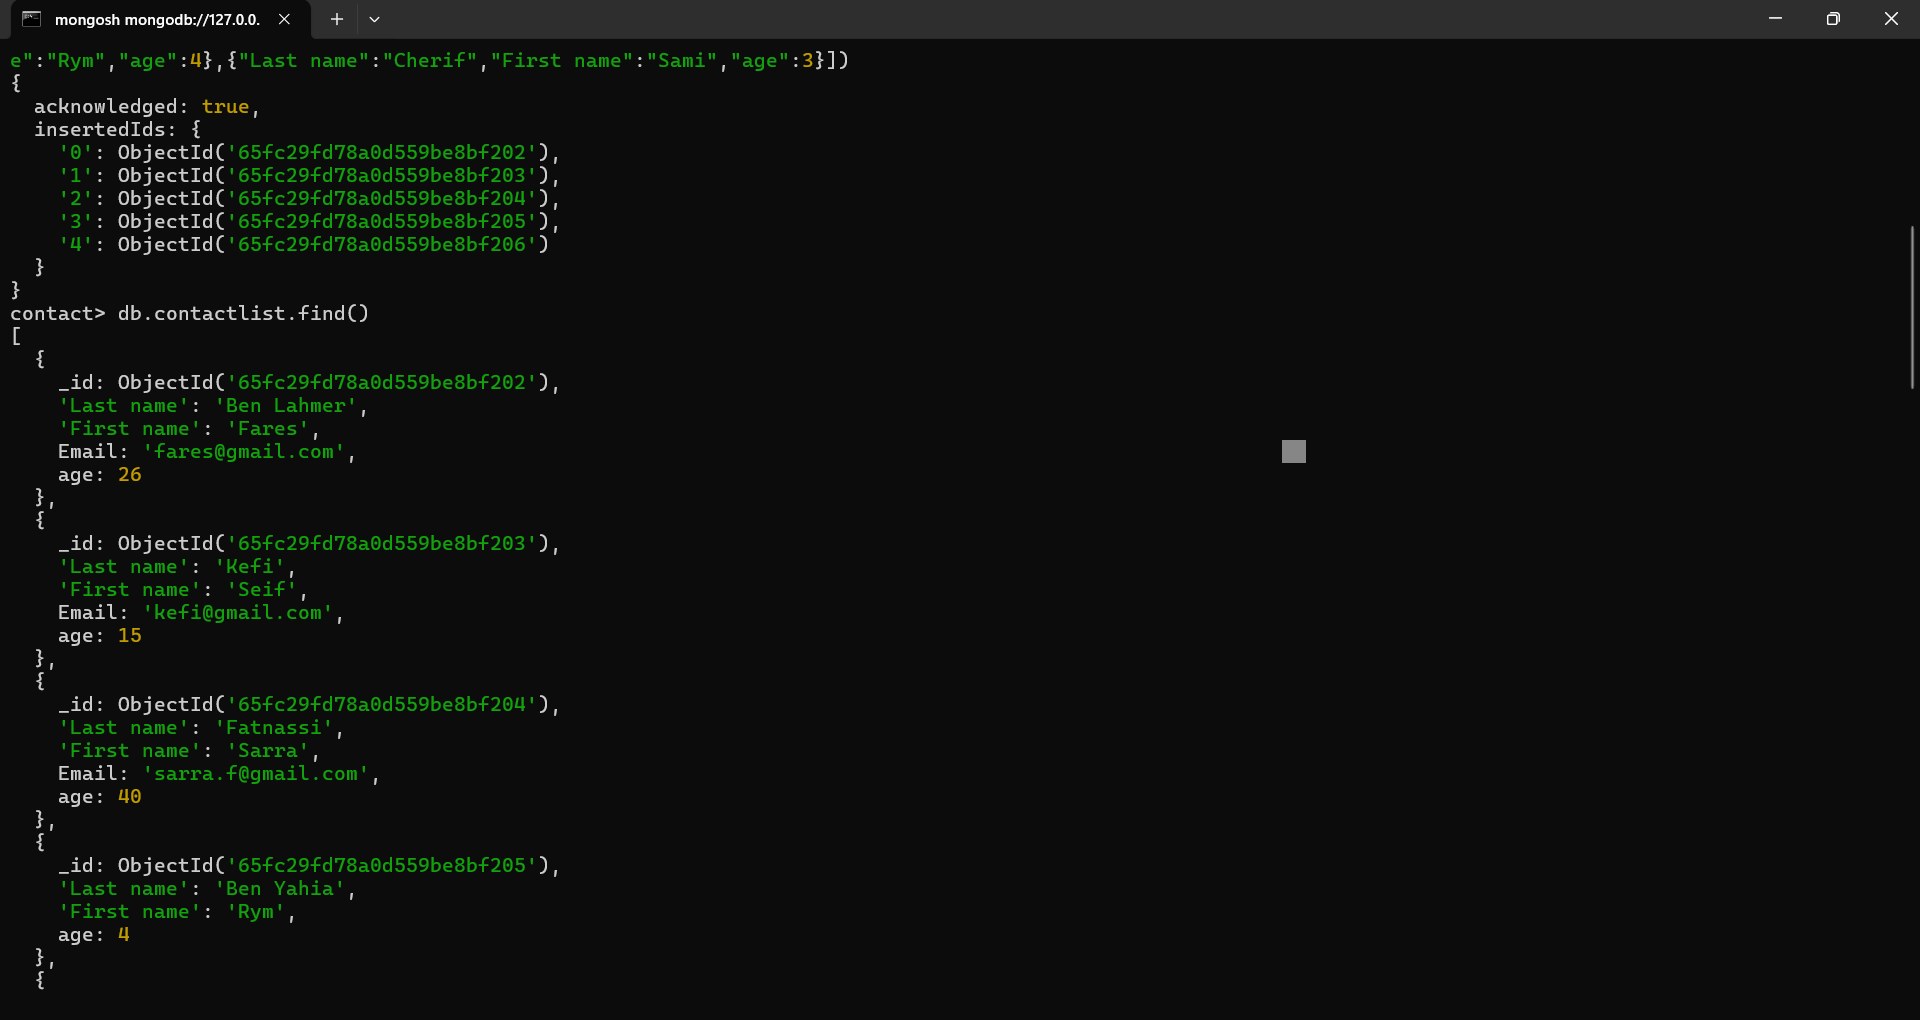 mongosh mongodb://127.0.0.
e":"Rym","age":4},{"Last name":"Cherif","First name":"Sami","age":3}])
{
  acknowledged: true,
  insertedIds: {
    '0': ObjectId('65fc29fd78a0d559be8bf202'),
    '1': ObjectId('65fc29fd78a0d559be8bf203'),
    '2': ObjectId('65fc29fd78a0d559be8bf204'),
    '3': ObjectId('65fc29fd78a0d559be8bf205'),
    '4': ObjectId('65fc29fd78a0d559be8bf206')
  }
}
contact> db.contactlist.find()
[
  {
    _id: ObjectId('65fc29fd78a0d559be8bf202'),
    'Last name': 'Ben Lahmer',
    'First name': 'Fares',
    Email: 'fares@gmail.com',
    age: 26
  },
  {
    _id: ObjectId('65fc29fd78a0d559be8bf203'),
    'Last name': 'Kefi',
    'First name': 'Seif',
    Email: 'kefi@gmail.com',
    age: 15
  },
  {
    _id: ObjectId('65fc29fd78a0d559be8bf204'),
    'Last name': 'Fatnassi',
    'First name': 'Sarra',
    Email: 'sarra.f@gmail.com',
    age: 40
  },
  {
    _id: ObjectId('65fc29fd78a0d559be8bf205'),
    'Last name': 'Ben Yahia',
    'First name': 'Rym',
    age: 4
  },
  {